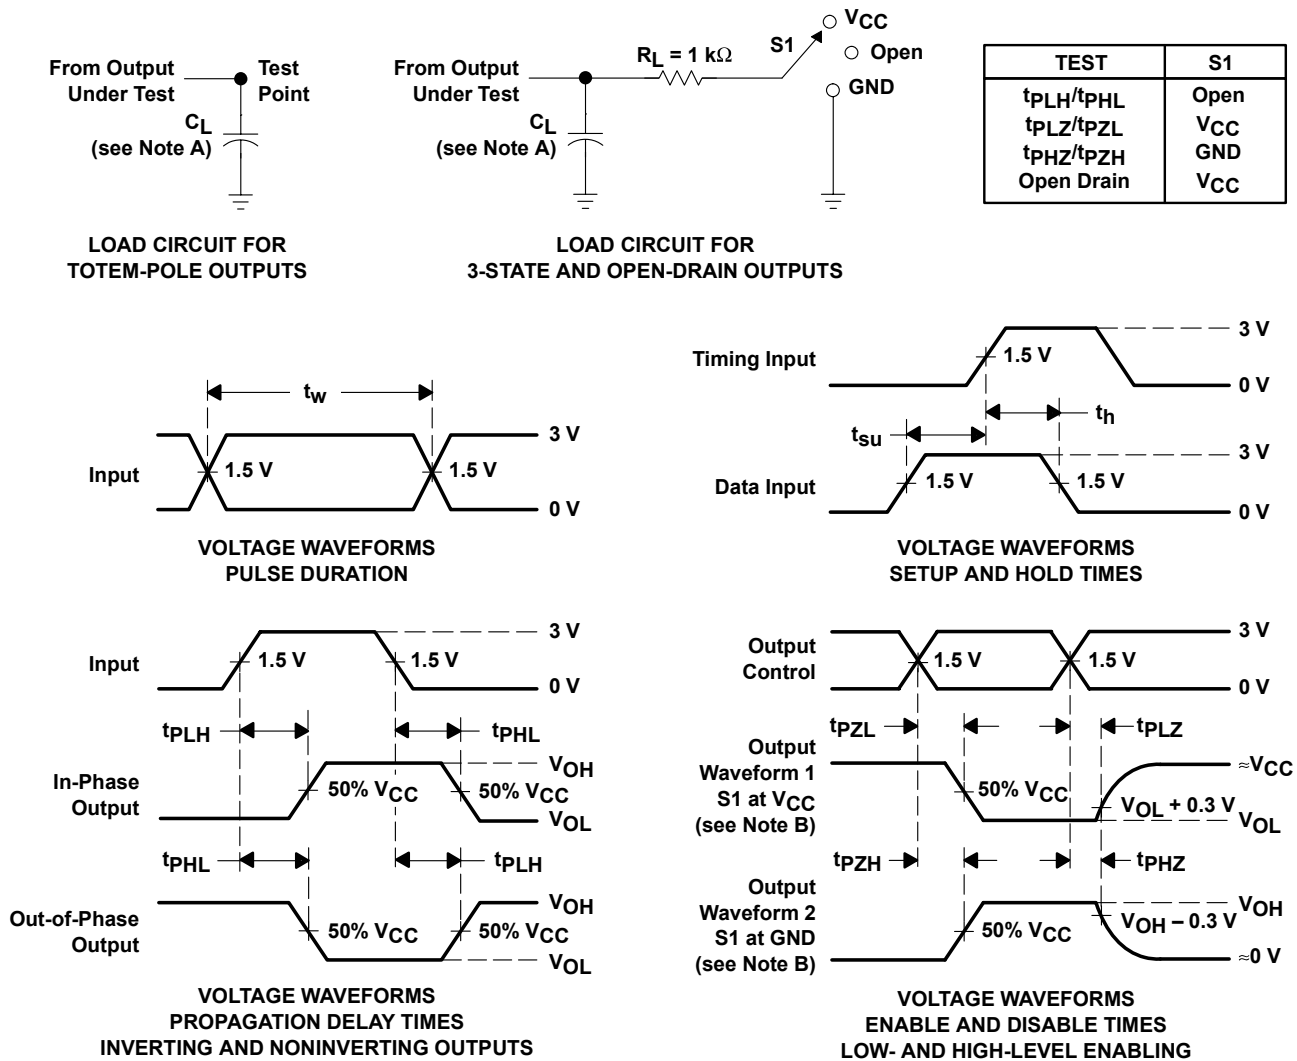 From Output
Under Test
Test
Point
CL
(see Note A)
LOAD CIRCUIT FOR
TOTEM-POLE OUTPUTS
From Output
Under Test
CL
(see Note A)
RL = 1 kΩ
S1
VCC
Open
GND
LOAD CIRCUIT FOR
3-STATE AND OPEN-DRAIN OUTPUTS
TEST S1
tPLH/tPHL Open
tPLZ/tPZL VCC
tPHZ/tPZH GND
Open Drain VCC
tw
Input
1.5 V
1.5 V
3 V
0 V
VOLTAGE WAVEFORMS
PULSE DURATION
Timing Input
1.5 V
3 V
0 V
tsu
th
Data Input
1.5 V
1.5 V
3 V
0 V
VOLTAGE WAVEFORMS
SETUP AND HOLD TIMES
Input
1.5 V
1.5 V
3 V
0 V
tPLH
tPHL
In-Phase
Output
50% VCC
50% VCC
VOH
VOL
tPHL
tPLH
Out-of-Phase
Output
50% VCC
50% VCC
VOH
VOL
VOLTAGE WAVEFORMS
PROPAGATION DELAY TIMES
INVERTING AND NONINVERTING OUTPUTS
Output
Control
1.5 V
1.5 V
3 V
0 V
tPZL
tPLZ
Output
Waveform 1
S1 at VCC
(see Note B)
50% VCC
VOL + 0.3 V
≈VCC
VOL
tPZH
tPHZ
Output
Waveform 2
S1 at GND
(see Note B)
50% VCC
VOH – 0.3 V
VOH
≈0 V
VOLTAGE WAVEFORMS
ENABLE AND DISABLE TIMES
LOW- AND HIGH-LEVEL ENABLING